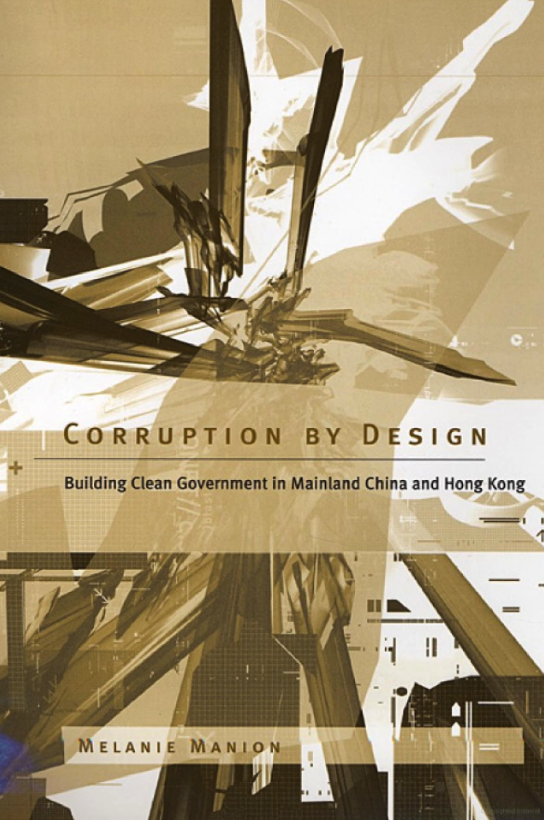 CORRUPTION BY DESIGN
Building Clean Government in Mainland China and Hong Kong
MELANIE MANION